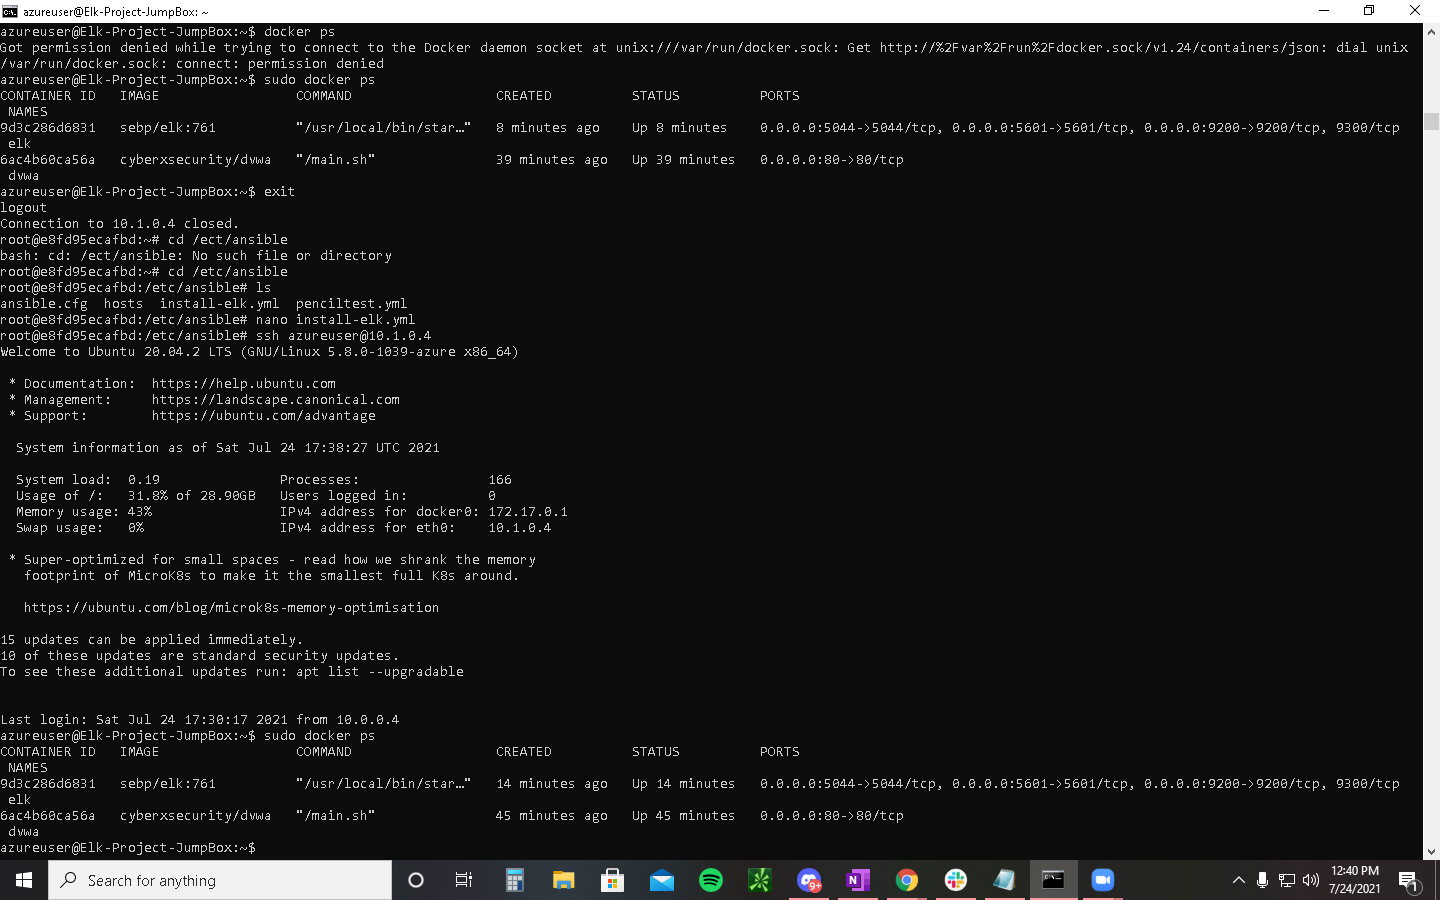 azureuser@Elk-Project-JumpBox: ~
azureuser@Elk-Project-JumpBox:~$ docker ps
Got permission denied while trying to connect to the Docker daemon socket at unix:///var/run/docker.sock: Get http://%2Fvar%2Frun%2Fdocker.sock/v1.24/containers/json: dial unix
/var/run/docker.sock: connect: permission denied
azureuser@Elk-Project-JumpBox:~$ sudo docker ps
CONTAINER ID   IMAGE                 COMMAND                  CREATED          STATUS          PORTS
 NAMES
9d3c286d6831   sebp/elk:761          "/usr/local/bin/star…"   8 minutes ago    Up 8 minutes    0.0.0.0:5044->5044/tcp, 0.0.0.0:5601->5601/tcp, 0.0.0.0:9200->9200/tcp, 9300/tcp
 elk
6ac4b60ca56a   cyberxsecurity/dvwa   "/main.sh"               39 minutes ago   Up 39 minutes   0.0.0.0:80->80/tcp
 dvwa
azureuser@Elk-Project-JumpBox:~$ exit
logout
Connection to 10.1.0.4 closed.
root@e8fd95ecafbd:~# cd /ect/ansible
bash: cd: /ect/ansible: No such file or directory
root@e8fd95ecafbd:~# cd /etc/ansible
root@e8fd95ecafbd:/etc/ansible# ls
ansible.cfg  hosts  install-elk.yml  penciltest.yml
root@e8fd95ecafbd:/etc/ansible# nano install-elk.yml
root@e8fd95ecafbd:/etc/ansible# ssh azureuser@10.1.0.4
Welcome to Ubuntu 20.04.2 LTS (GNU/Linux 5.8.0-1039-azure x86_64)
 * Documentation:  https://help.ubuntu.com
 * Management:     https://landscape.canonical.com
 * Support:        https://ubuntu.com/advantage
  System information as of Sat Jul 24 17:38:27 UTC 2021
  System load:  0.19               Processes:                166
  Usage of /:   31.8% of 28.90GB   Users logged in:          0
  Memory usage: 43%                IPv4 address for docker0: 172.17.0.1
  Swap usage:   0%                 IPv4 address for eth0:    10.1.0.4
 * Super-optimized for small spaces - read how we shrank the memory
   footprint of MicroK8s to make it the smallest full K8s around.
   https://ubuntu.com/blog/microk8s-memory-optimisation
15 updates can be applied immediately.
10 of these updates are standard security updates.
To see these additional updates run: apt list --upgradable
Last login: Sat Jul 24 17:30:17 2021 from 10.0.0.4
azureuser@Elk-Project-JumpBox:~$ sudo docker ps
CONTAINER ID   IMAGE                 COMMAND                  CREATED          STATUS          PORTS
 NAMES
9d3c286d6831   sebp/elk:761          "/usr/local/bin/star…"   14 minutes ago   Up 14 minutes   0.0.0.0:5044->5044/tcp, 0.0.0.0:5601->5601/tcp, 0.0.0.0:9200->9200/tcp, 9300/tcp
 elk
6ac4b60ca56a   cyberxsecurity/dvwa   "/main.sh"               45 minutes ago   Up 45 minutes   0.0.0.0:80->80/tcp
 dvwa
azureuser@Elk-Project-JumpBox:~$
Search for anything
9+
12:40 PM
7/24/2021
1